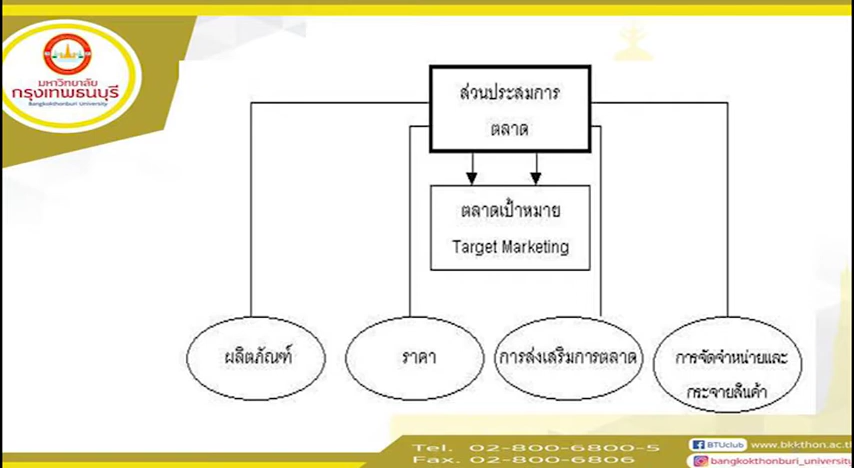 มหาวิทยาลัย
กรุงเทพธนบุรี
Bangkokthonburi University
ส่วนประสมการ
ตลาด
ตลาดเป้าหมาย
Target Marketing
ผลิตภัณฑ์
ราคา
การส่งเสริมการตลาด
การจัดจำหน่ายและ
กระจายสินค้า
Tel. 02-800-6800-5
Fax. 02-800-6806
BTUclub www.bkkthon.ac.t
bangkokthonburi_university